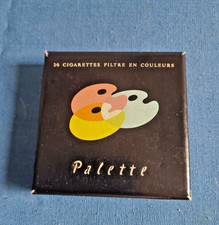 20 CIGARETTES FILTRE EN COULEURS
Palette